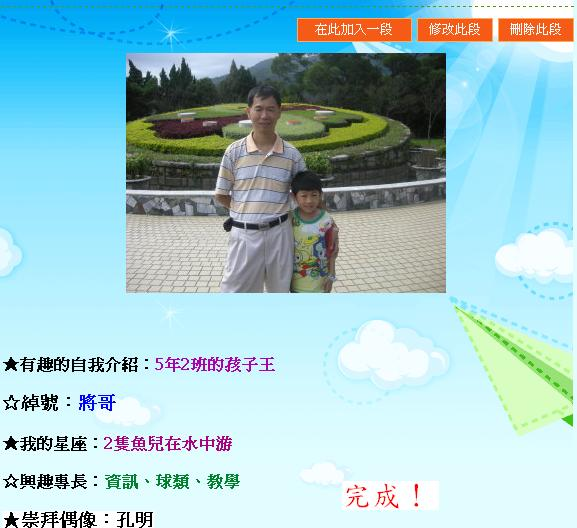 在此加入一段 修改此段 刪除此段
★有趣的自我介紹：5年2班的孩子王
☆綽號：將哥
★我的星座：2隻魚兒在水中游
☆興趣專長：資訊、球類、教學
完成！
★崇拜偶像：孔明